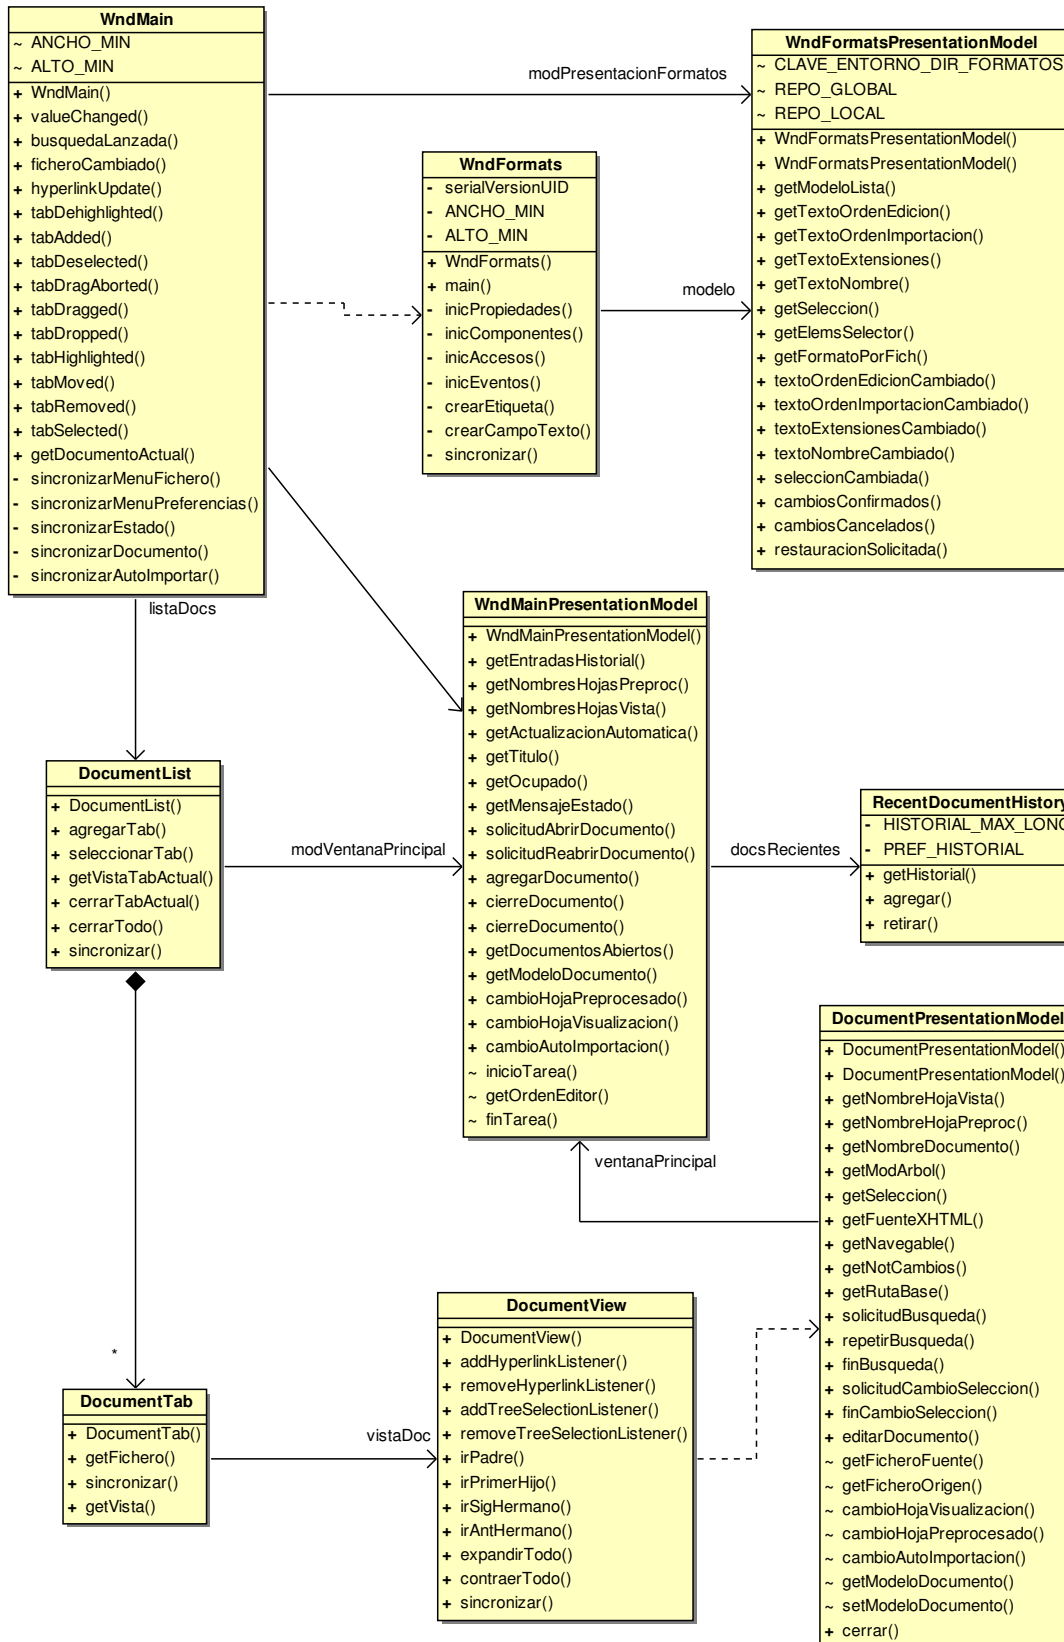 WndMain
~ ANCHO_MIN
~ ALTO_MIN
+ WndMain()
+ valueChanged()
+ busquedaLanzada()
+ ficheroCambiado()
+ hyperlinkUpdate()
+ tabDehighlighted()
+ tabAdded()
+ tabDeselected()
+ tabDragAborted()
+ tabDragged()
+ tabDropped()
+ tabHighlighted()
+ tabMoved()
+ tabRemoved()
+ tabSelected()
+ getDocumentoActual()
- sincronizarMenuFichero()
- sincronizarMenuPreferencias()
- sincronizarEstado()
- sincronizarDocumento()
- sincronizarAutoImportar()
modPresentacionFormatos
WndFormatsPresentationModel
~ CLAVE_ENTORNO_DIR_FORMATOS
~ REPO_GLOBAL
~ REPO_LOCAL
+ WndFormatsPresentationModel()
+ WndFormatsPresentationModel()
+ getModeloLista()
+ getTextoOrdenEdicion()
+ getTextoOrdenImportacion()
+ getTextoExtensiones()
+ getTextoNombre()
+ getSeleccion()
+ getElemsSelector()
+ getFormatoPorFich()
+ textoOrdenEdicionCambiado()
+ textoOrdenImportacionCambiado()
+ textoExtensionesCambiado()
+ textoNombreCambiado()
+ seleccionCambiada()
+ cambiosConfirmados()
+ cambiosCancelados()
+ restauracionSolicitada()
WndFormats
- serialVersionUID
- ANCHO_MIN
- ALTO_MIN
+ WndFormats()
+ main()
- inicPropiedades()
- inicComponentes()
- inicAccesos()
- inicEventos()
- crearEtiqueta()
- crearCampoTexto()
- sincronizar()
modelo
listaDocs
WndMainPresentationModel
+ WndMainPresentationModel()
+ getEntradasHistorial()
+ getNombresHojasPreproc()
+ getNombresHojasVista()
+ getActualizacionAutomatica()
+ getTitulo()
+ getOcupado()
+ getMensajeEstado()
+ solicitudAbrirDocumento()
+ solicitudReabrirDocumento()
+ agregarDocumento()
+ cierreDocumento()
+ cierreDocumento()
+ getDocumentosAbiertos()
+ getModeloDocumento()
+ cambioHojaPreprocesado()
+ cambioHojaVisualizacion()
+ cambioAutoImportacion()
~ inicioTarea()
~ getOrdenEditor()
~ finTarea()
DocumentList
+ DocumentList()
+ agregarTab()
+ seleccionarTab()
+ getVistaTabActual()
+ cerrarTabActual()
+ cerrarTodo()
+ sincronizar()
modVentanaPrincipal
docsRecientes
RecentDocumentHistory
- HISTORIAL_MAX_LONG
- PREF_HISTORIAL
+ getHistorial()
+ agregar()
+ retirar()
ventanaPrincipal
DocumentPresentationModel
+ DocumentPresentationModel()
+ DocumentPresentationModel()
+ getNombreHojaVista()
+ getNombreHojaPreproc()
+ getNombreDocumento()
+ getModArbol()
+ getSeleccion()
+ getFuenteXHTML()
+ getNavegable()
+ getNotCambios()
+ getRutaBase()
+ solicitudBusqueda()
+ repetirBusqueda()
+ finBusqueda()
+ solicitudCambioSeleccion()
+ finCambioSeleccion()
+ editarDocumento()
~ getFicheroFuente()
~ getFicheroOrigen()
~ cambioHojaVisualizacion()
~ cambioHojaPreprocesado()
~ cambioAutoImportacion()
~ getModeloDocumento()
~ setModeloDocumento()
+ cerrar()
*
DocumentTab
+ DocumentTab()
+ getFichero()
+ sincronizar()
+ getVista()
vistaDoc
DocumentView
+ DocumentView()
+ addHyperlinkListener()
+ removeHyperlinkListener()
+ addTreeSelectionListener()
+ removeTreeSelectionListener()
+ irPadre()
+ irPrimerHijo()
+ irSigHermano()
+ irAntHermano()
+ expandirTodo()
+ contraerTodo()
+ sincronizar()